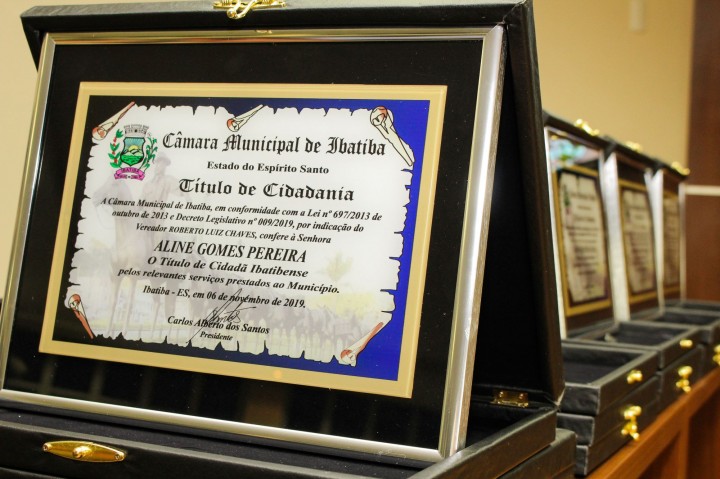 Câmara Municipal de Ibatiba
Estado do Espírito Santo
Título de Cidadania
A Câmara Municipal de Ibatiba, em conformidade com a Lei nº 697/2013 de
outubro de 2013 e Decreto Legislativo nº 009/2019, por indicação do
Vereador ROBERTO LUIZ CHAVES, confere à Senhora
ALINE GOMES PEREIRA
O Título de Cidadã Ibatibense
pelos relevantes serviços prestados ao Município.
Ibatiba - ES, em 06 de novembro de 2019.
Carlos Alberto dos Santos
Presidente
IBATIBA